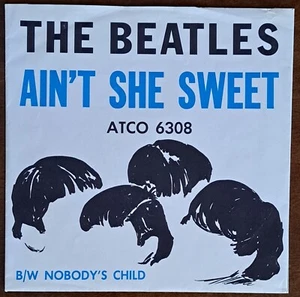 THE BEATLES
AIN'T SHE SWEET
ATCO 6308
B/W NOBODY'S CHILD